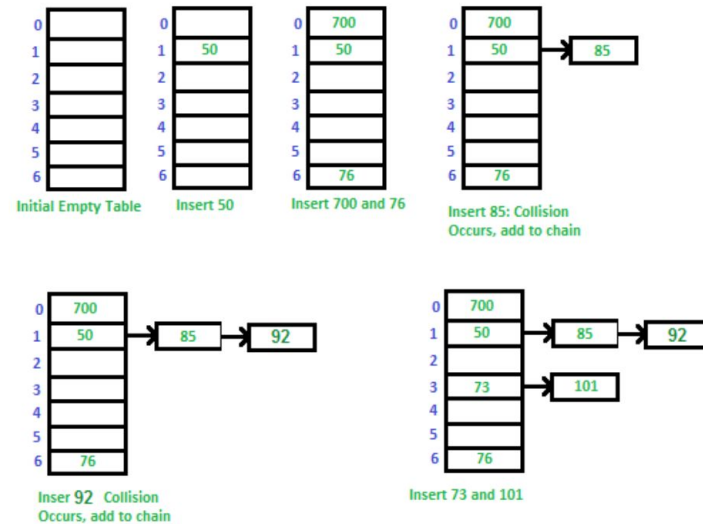 0 700 0 700
0 1 50 1 50 1 50 85
1 2 2 2
2 3 3 3
3 4 4 4
4 5 5 5
5 6 6 76 6 76
6
Initial Empty Table
Insert 50
Insert 700 and 76
Insert 85: Collision
Occurs, add to chain
0 700
1 50 85 92
2
3
4
5
6 76
Inser 92 Collision
Occurs, add to chain
0 700
1 50 85 92
2
3 73 101
4
5
6 76
Insert 73 and 101